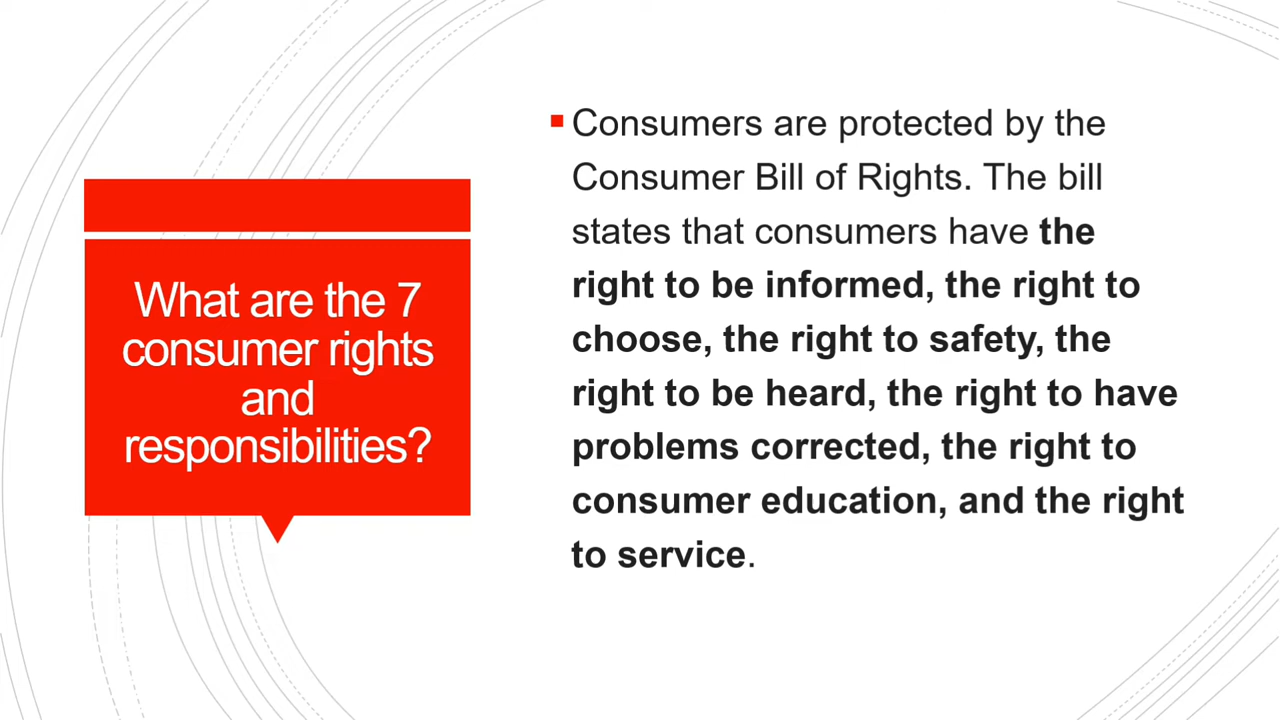 What are the 7
consumer rights
and
responsibilities?
Consumers are protected by the
Consumer Bill of Rights. The bill
states that consumers have the
right to be informed, the right to
choose, the right to safety, the
right to be heard, the right to have
problems corrected, the right to
consumer education, and the right
to service.